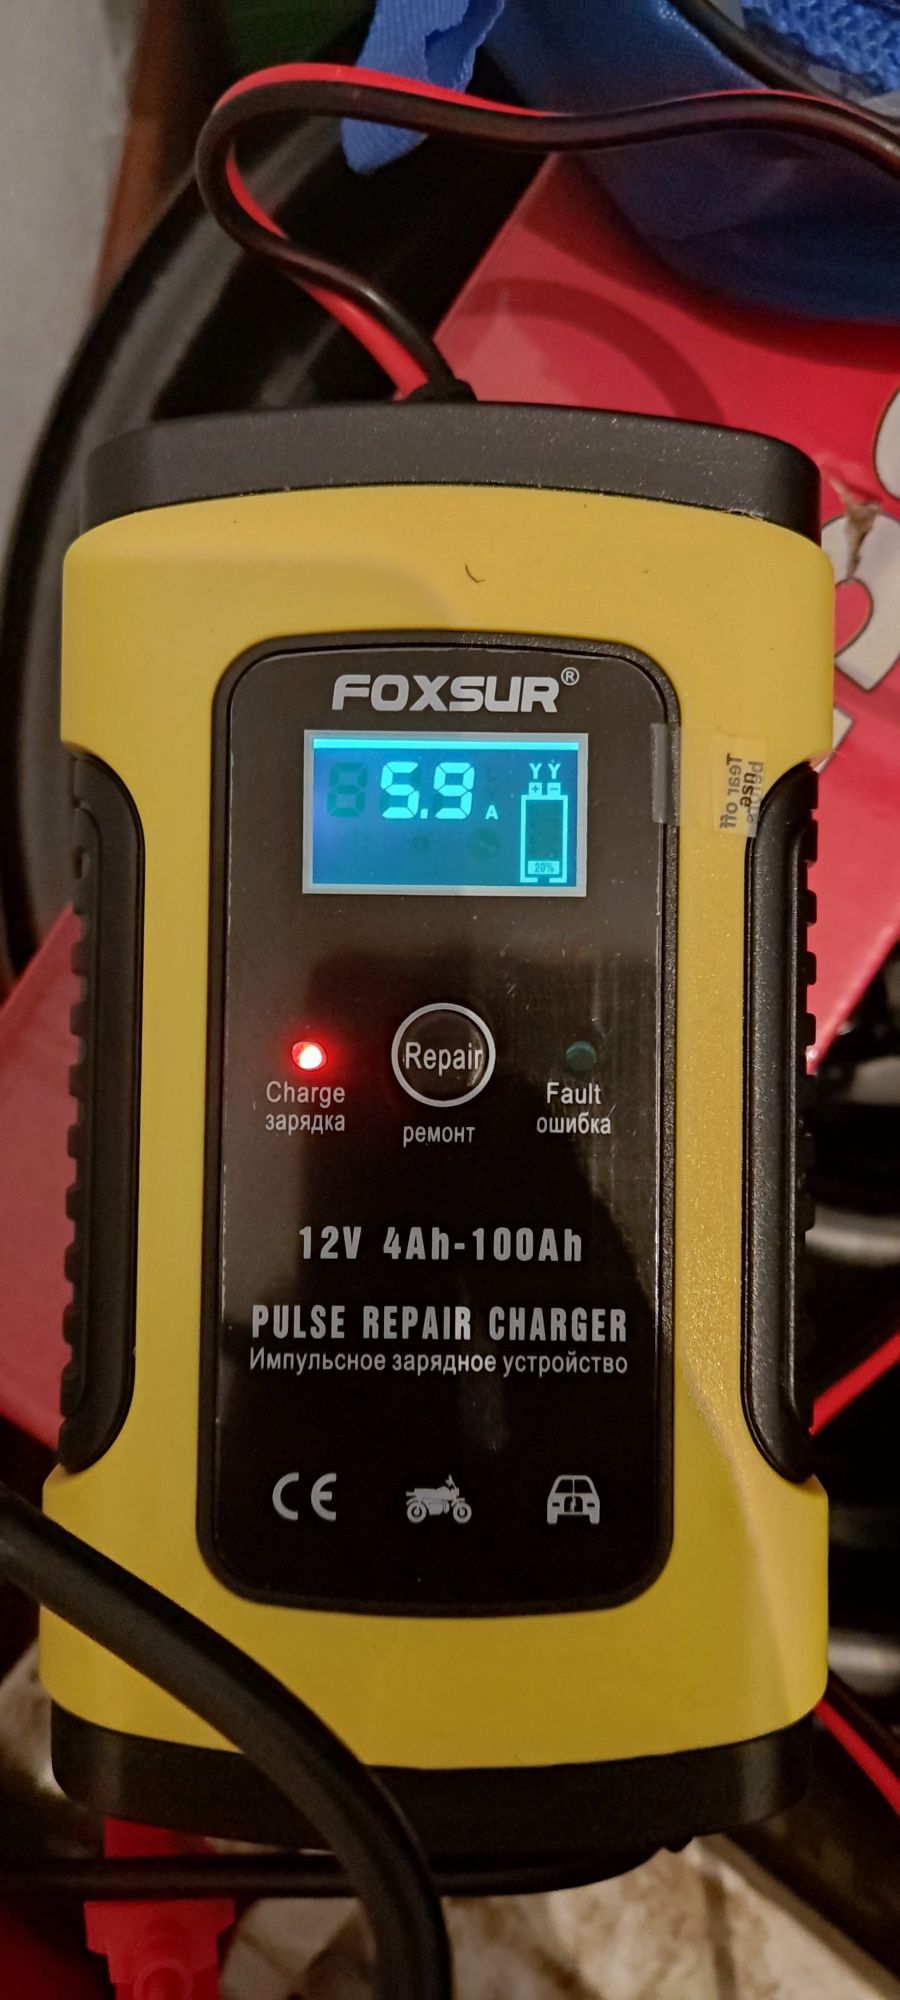 FOXSUR®
5.9 A
20%
Tear off
use
Repair
Charge
зарядка
ремонт
Fault
ошибка
12V 4Ah-100Ah
PULSE REPAIR CHARGER
Импульсное зарядное устройство
CE